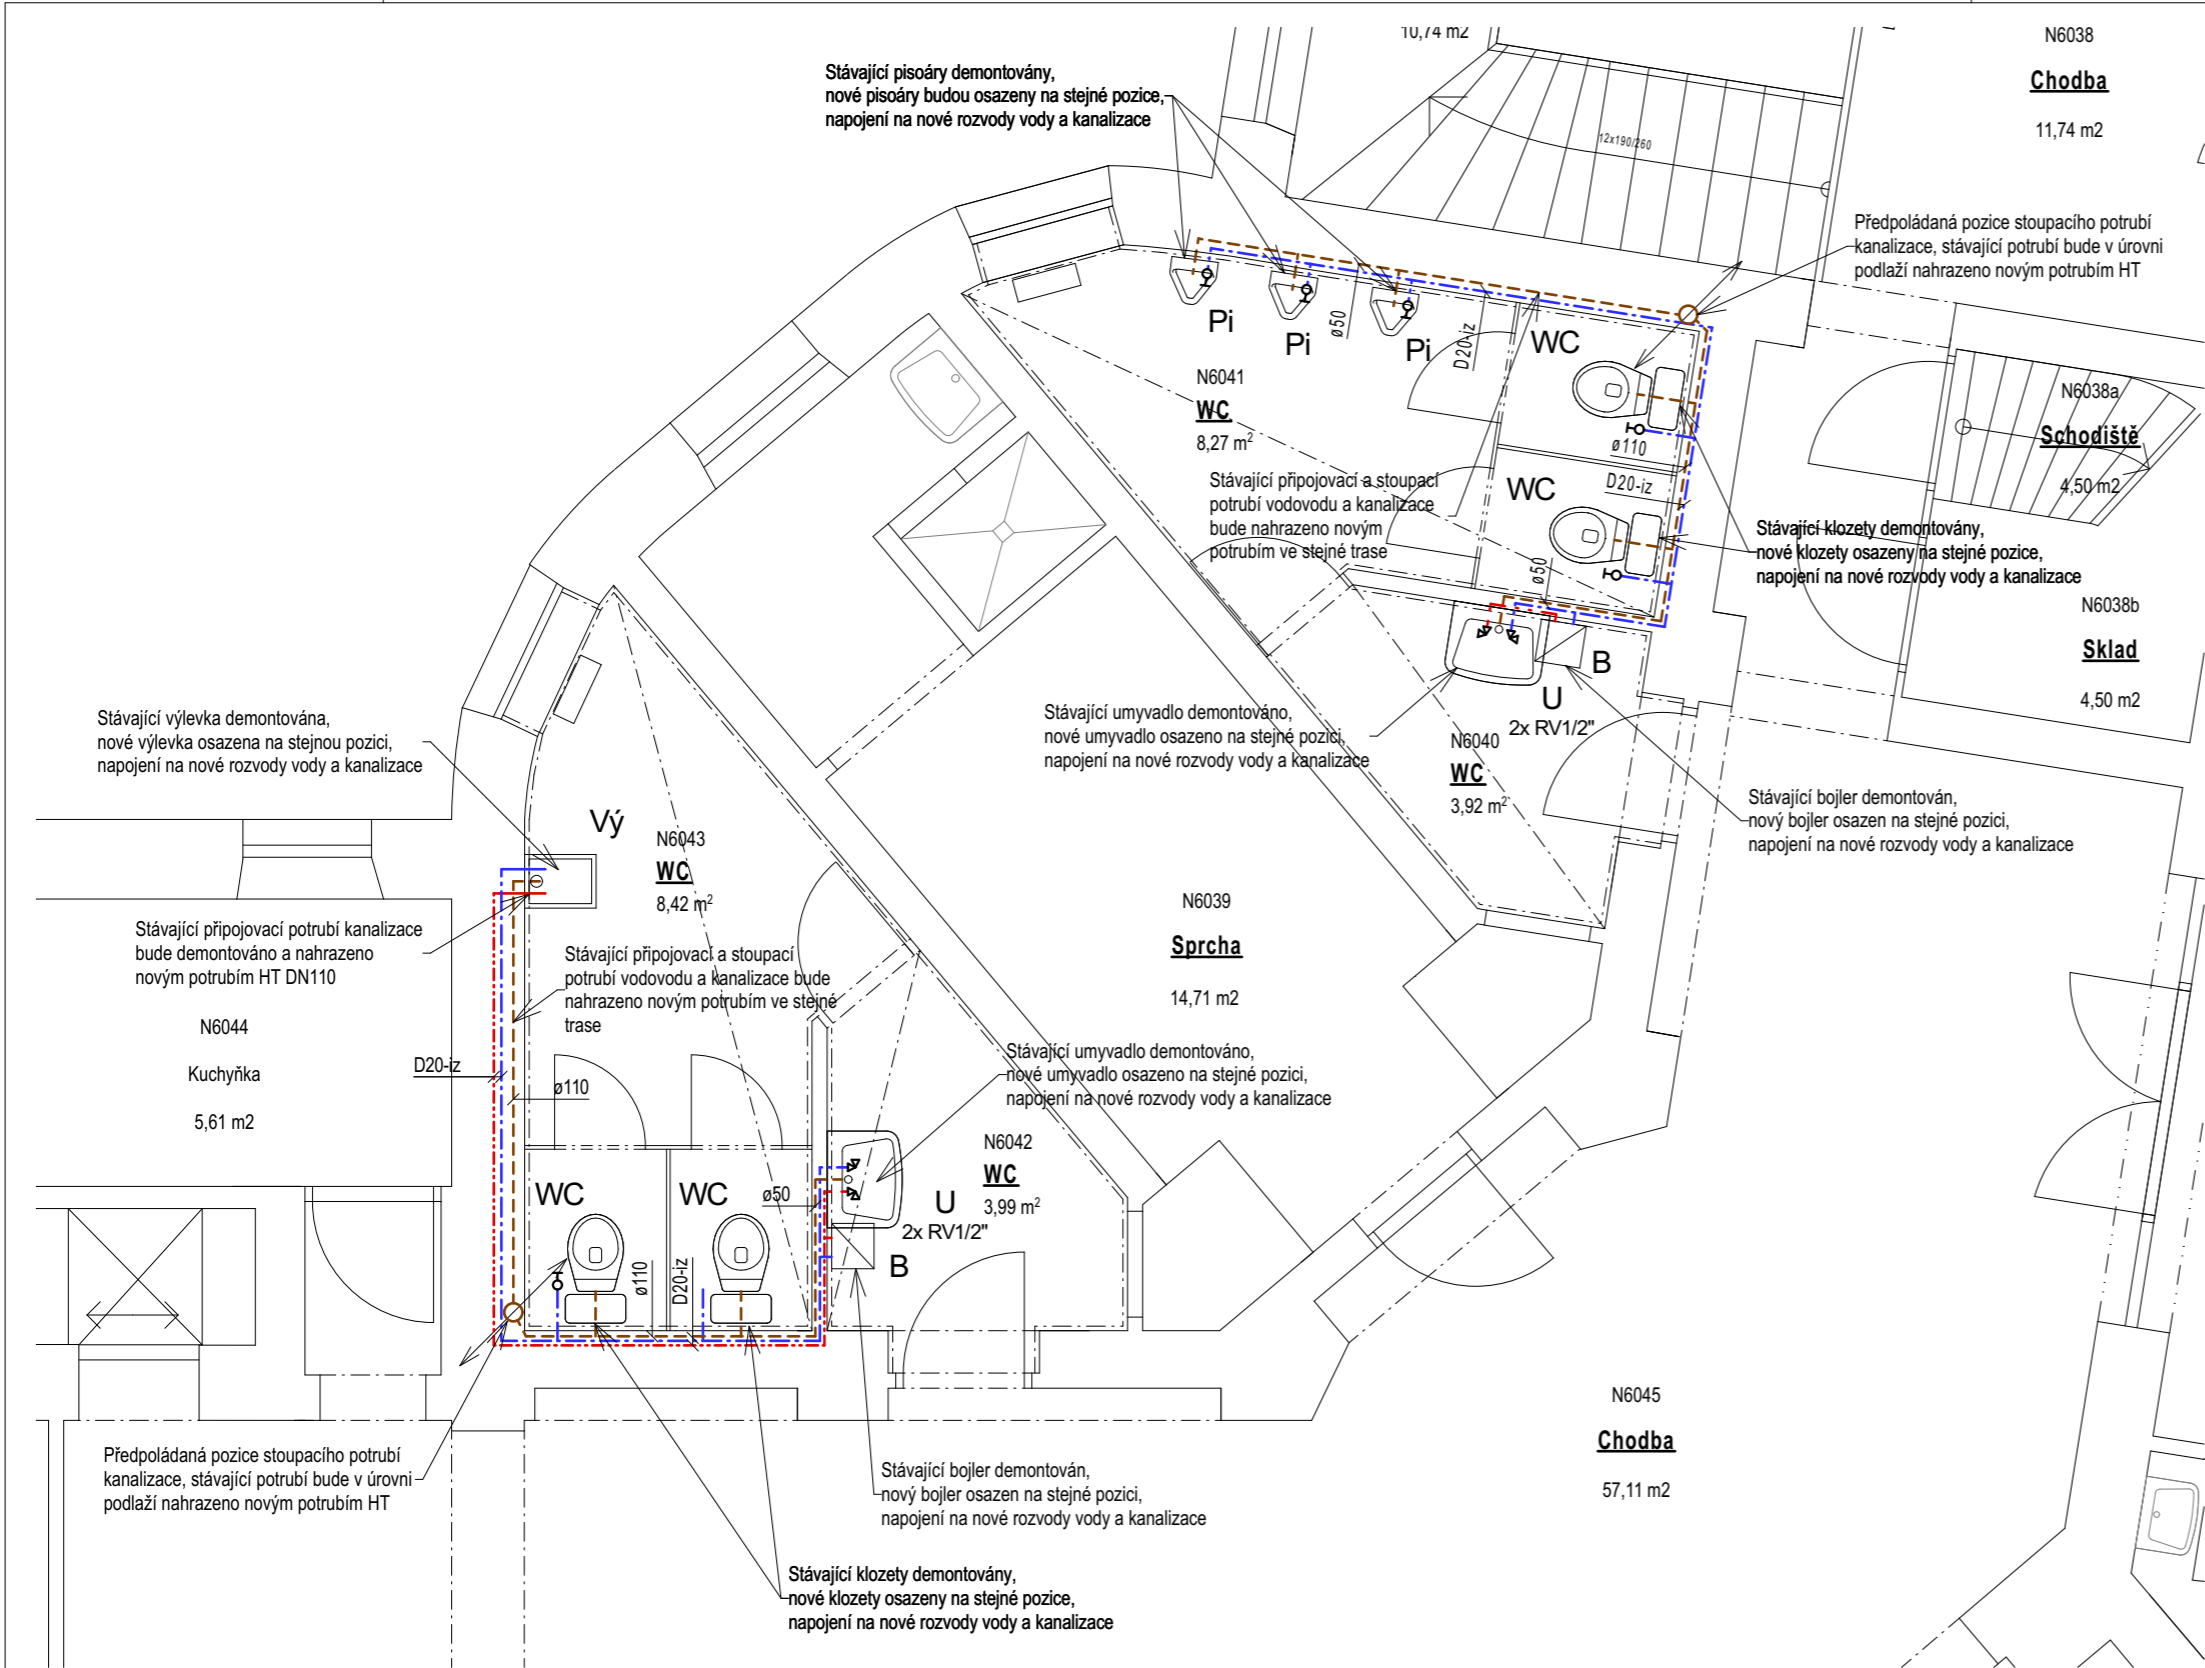 10,74 m2
N6038
Chodba
11,74 m2
Stávající pisoáry demontovány,
nové pisoáry budou osazeny na stejné pozice,
napojení na nové rozvody vody a kanalizace
12x190/260
Předpoládaná pozice stoupacího potrubí
kanalizace, stávající potrubí bude v úrovni
podlaží nahrazeno novým potrubím HT
Pi
Pi
Pi
ø50
D20-iz
WC
N6041
WC
8,27 m²
ø110
WC
D20-iz
ø50
N6038a
Schodiště
4,50 m2
Stávající připojovací a stoupací
potrubí vodovodu a kanalizace
bude nahrazeno novým
potrubím ve stejné trase
Stávající klozety demontovány,
nové klozety osazeny na stejné pozice,
napojení na nové rozvody vody a kanalizace
N6038b
Sklad
4,50 m2
B
U
2x RV1/2"
Stávající umyvadlo demontováno,
nové umyvadlo osazeno na stejné pozici,
napojení na nové rozvody vody a kanalizace
N6040
WC
3,92 m²
Stávající bojler demontován,
nový bojler osazen na stejné pozici,
napojení na nové rozvody vody a kanalizace
Stávající výlevka demontována,
nové výlevka osazena na stejnou pozici,
napojení na nové rozvody vody a kanalizace
Vý
N6043
WC
8,42 m²
N6039
Sprcha
14,71 m2
Stávající připojovací potrubí kanalizace
bude demontováno a nahrazeno
novým potrubím HT DN110
Stávající připojovací a stoupací
potrubí vodovodu a kanalizace bude
nahrazeno novým potrubím ve stejné
trase
N6044
Kuchyňka
5,61 m2
D20-iz
ø110
Stávající umyvadlo demontováno,
nové umyvadlo osazeno na stejné pozici,
napojení na nové rozvody vody a kanalizace
N6042
WC
3,99 m²
WC
WC
ø50
U
2x RV1/2"
B
ø110
D20-iz
N6045
Chodba
57,11 m2
Předpoládaná pozice stoupacího potrubí
kanalizace, stávající potrubí bude v úrovni
podlaží nahrazeno novým potrubím HT
Stávající bojler demontován,
nový bojler osazen na stejné pozici,
napojení na nové rozvody vody a kanalizace
Stávající klozety demontovány,
nové klozety osazeny na stejné pozice,
napojení na nové rozvody vody a kanalizace